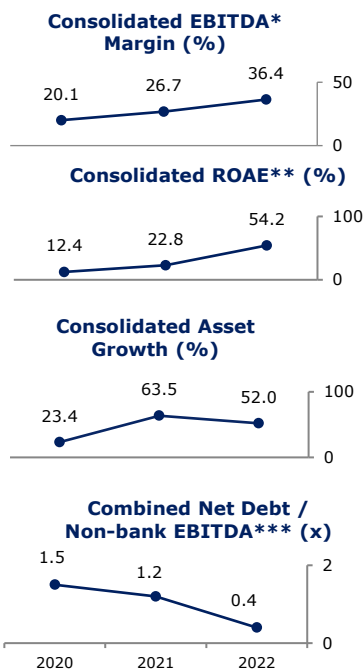 Consolidated EBITDA*
Margin (%)
20.1 26.7 36.4 50
0
Consolidated ROAE** (%)
12.4 22.8 54.2 100
0
Consolidated Asset
Growth (%)
23.4 63.5 52.0 100
0
Combined Net Debt /
Non-bank EBITDA*** (x)
1.5 1.2 0.4 2
0
2020 2021 2022